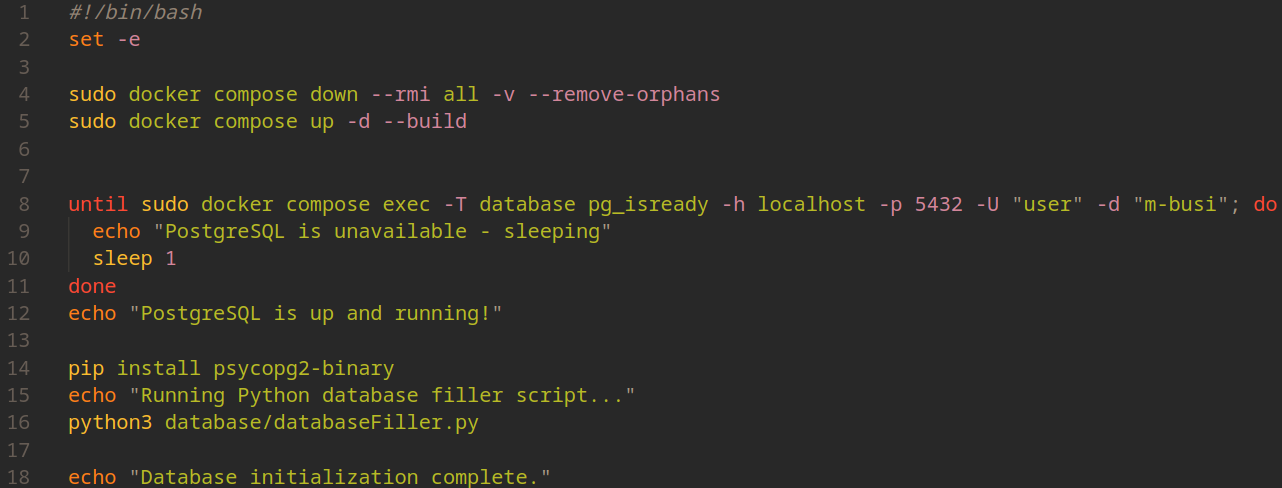 1 #!/bin/bash
2 set -e
3
4 sudo docker compose down --rmi all -v --remove-orphans
5 sudo docker compose up -d --build
6
7
8 until sudo docker compose exec -T database pg_isready -h localhost -p 5432 -U "user" -d "m-busi"; do
9   echo "PostgreSQL is unavailable - sleeping"
10   sleep 1
11 done
12 echo "PostgreSQL is up and running!"
13
14 pip install psycopg2-binary
15 echo "Running Python database filler script..."
16 python3 database/databaseFiller.py
17
18 echo "Database initialization complete."